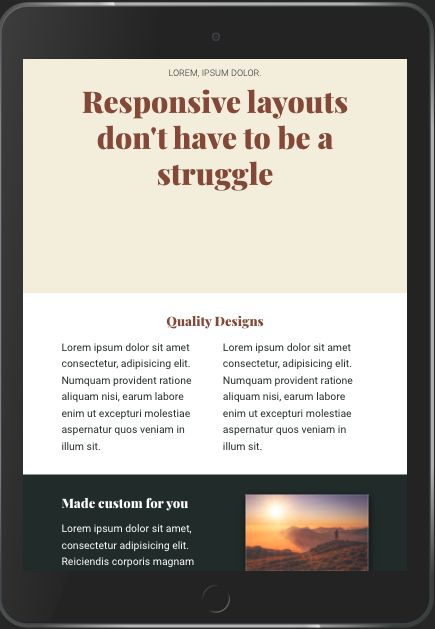 LOREM, IPSUM DOLOR.
Responsive layouts
don't have to be a
struggle
Quality Designs
Lorem ipsum dolor sit amet
consectetur, adipisicing elit.
Numquam provident ratione
aliquam nisi, earum labore
enim ut excepturi molestiae
aspernatur quos veniam in
illum sit.
Lorem ipsum dolor sit amet
consectetur, adipisicing elit.
Numquam provident ratione
aliquam nisi, earum labore
enim ut excepturi molestiae
aspernatur quos veniam in
illum sit.
Made custom for you
Lorem ipsum dolor sit amet,
consectetur adipisicing elit.
Reiciendis corporis magnam